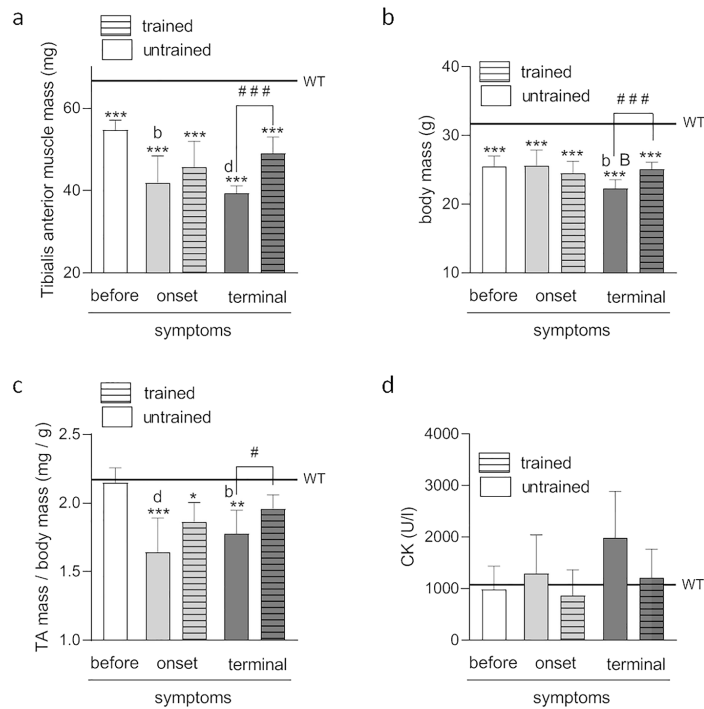 a
trained
untrained
Tibialis anterior muscle mass (mg)
60
40
20
WT
# # #
***
b
***
***
d
***
***
before onset terminal
symptoms
b
trained
untrained
body mass (g)
40
30
20
10
WT
# # #
***
***
***
b B
***
***
before onset terminal
symptoms
c
trained
untrained
TA mass / body mass (mg / g)
2.5
2.0
1.5
1.0
WT
#
d
***
*
b
**
before onset terminal
symptoms
d
trained
untrained
CK (U/l)
4000
3000
2000
1000
0
WT
before onset terminal
symptoms